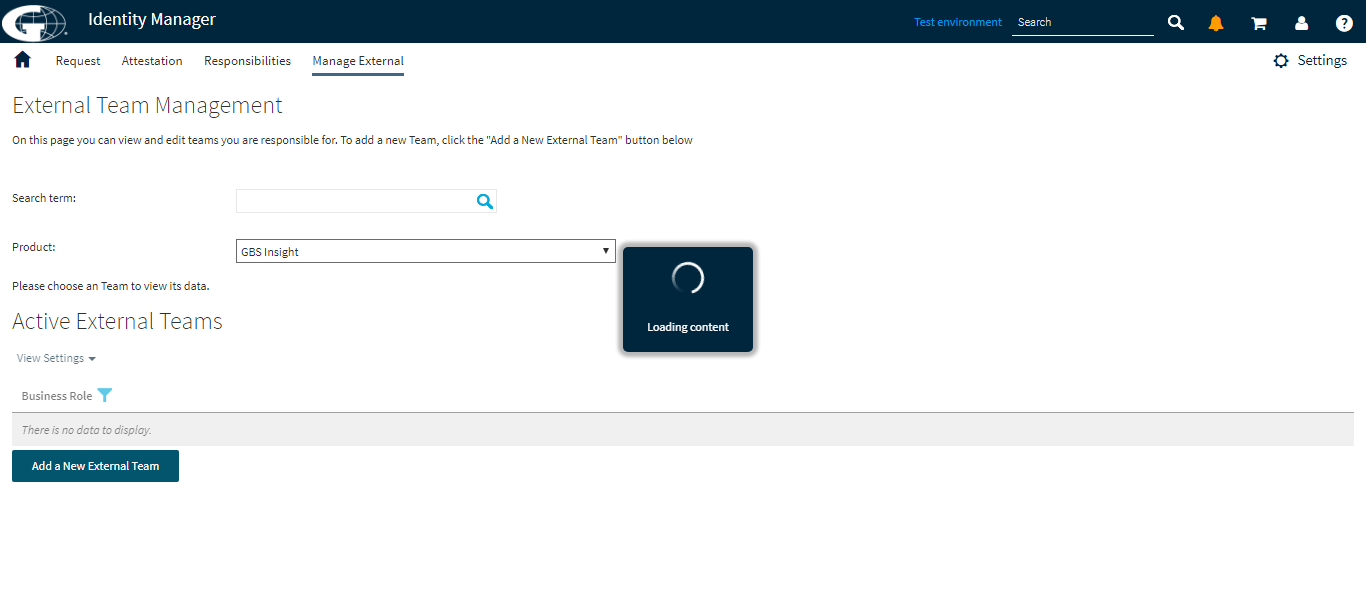 Identity Manager
Test environment
Search
?
Request
Attestation
Responsibilities
Manage External
Settings
External Team Management
On this page you can view and edit teams you are responsible for. To add a new Team, click the "Add a New External Team" button below
Search term:
Product:
GBS Insight
Loading content
Please choose an Team to view its data.
Active External Teams
View Settings
Business Role
There is no data to display.
Add a New External Team